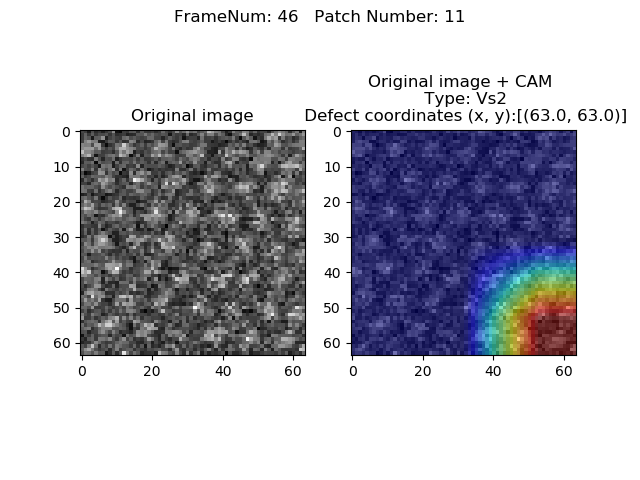 FrameNum: 46   Patch Number: 11
Original image + CAM
Type: Vs2
Original image
Defect coordinates (x, y):[(63.0, 63.0)]
0
10
20
30
40
50
60
0 20 40 60
0
10
20
30
40
50
60
0 20 40 60